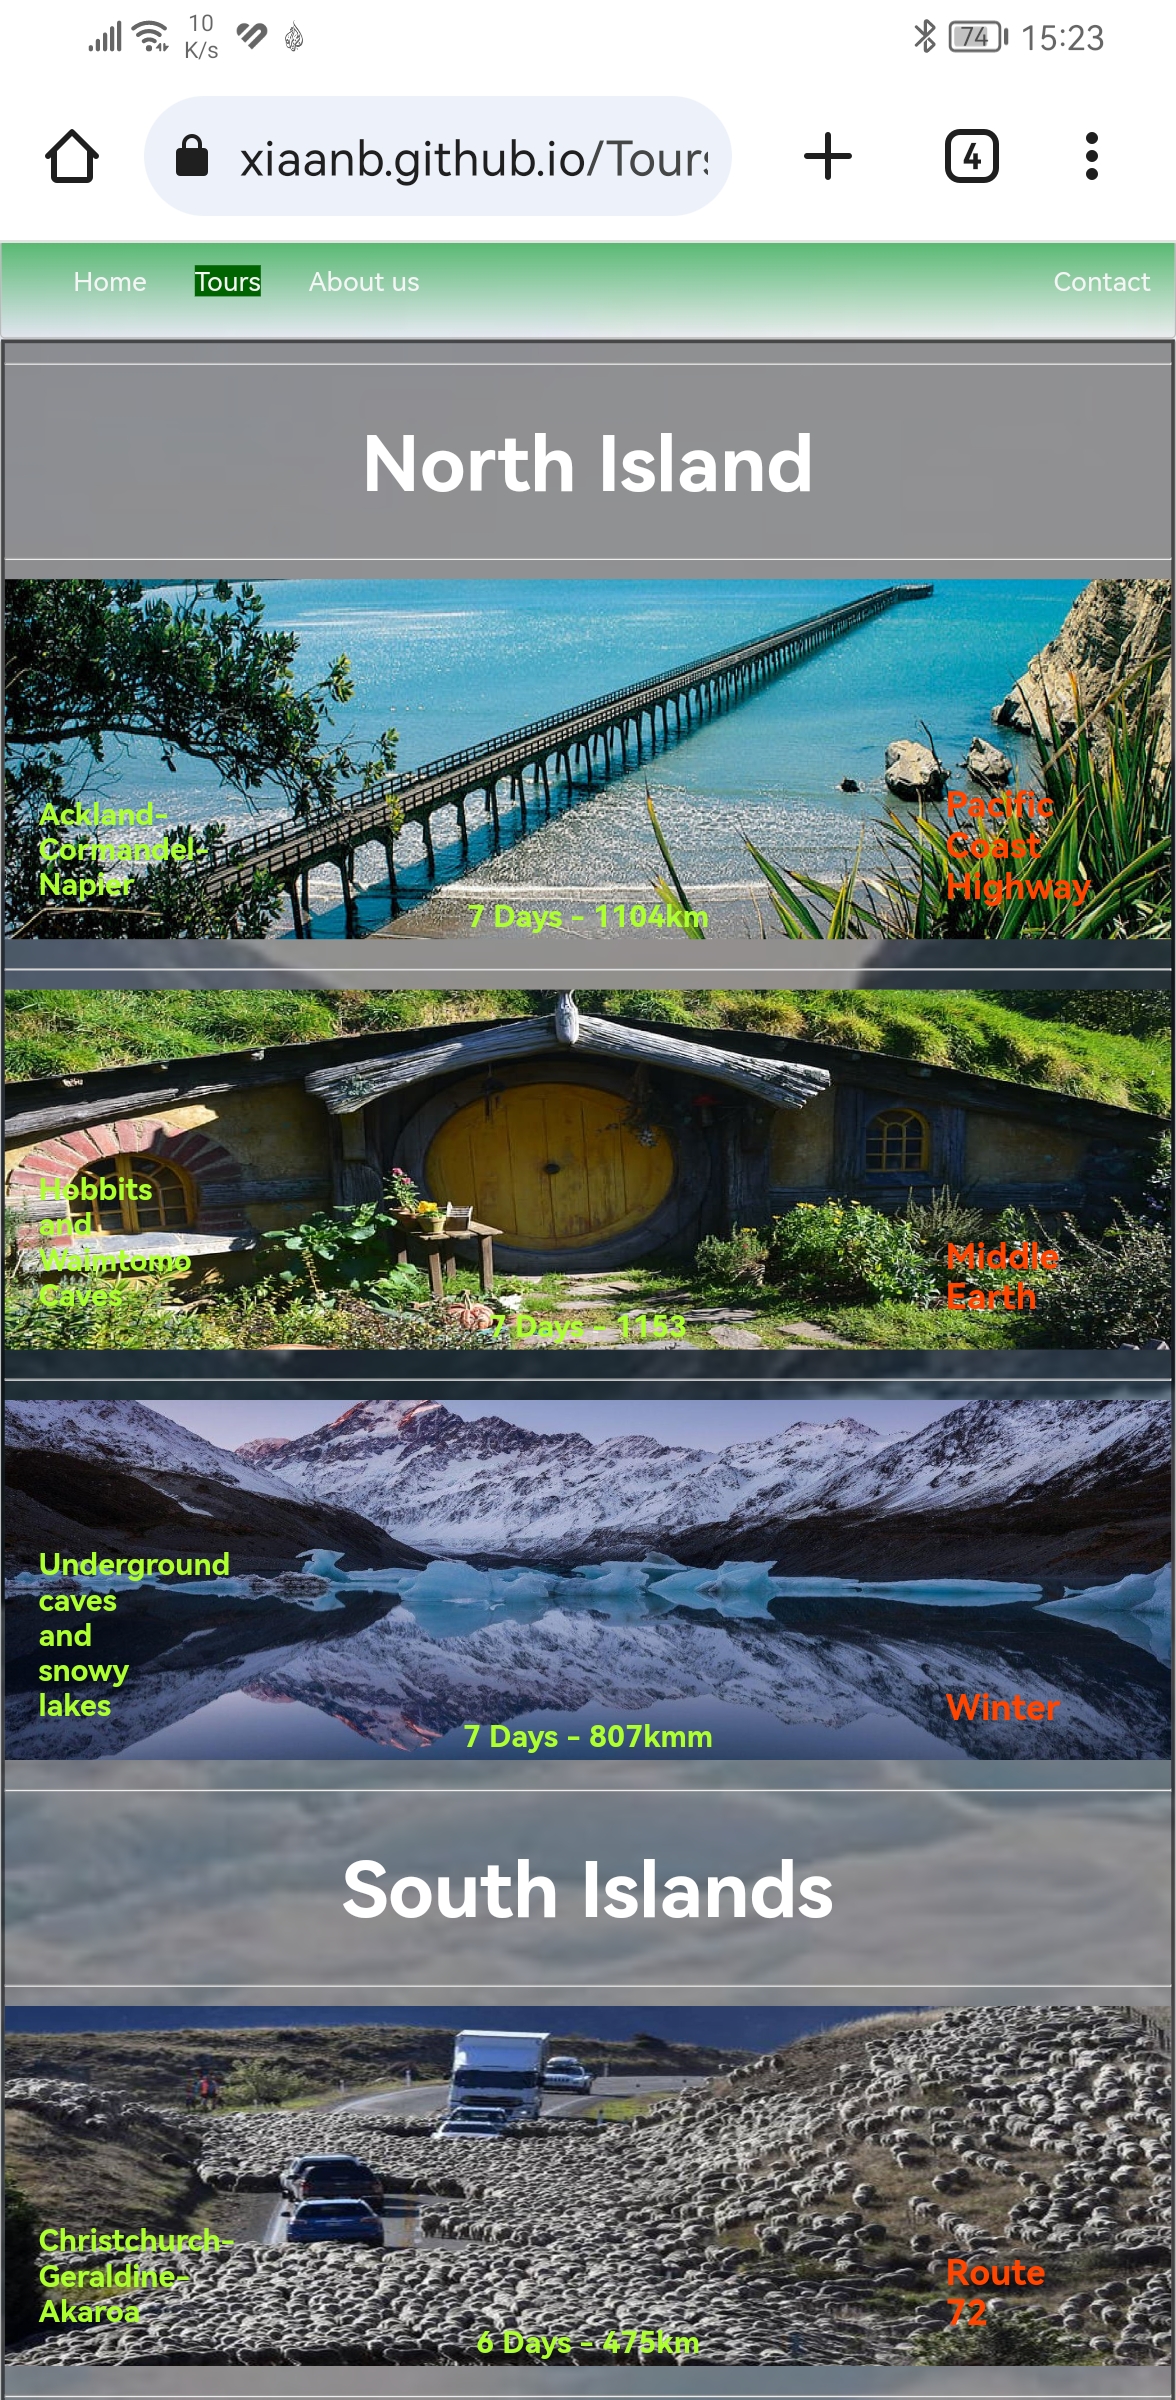 10
K/s
74
15:23
xiaanb.github.io/Tours
4
Home
Tours
About us
Contact
North Island
Ackland-
Cormandel-
Napier
Pacific
Coast
Highway
7 Days - 1104km
Hobbits
and
Waimtomo
Caves
Middle
Earth
7 Days - 1153
Underground
caves
and
snowy
lakes
Winter
7 Days - 807kmm
South Islands
Christchurch-
Geraldine-
Akaroa
Route
72
6 Days - 475km